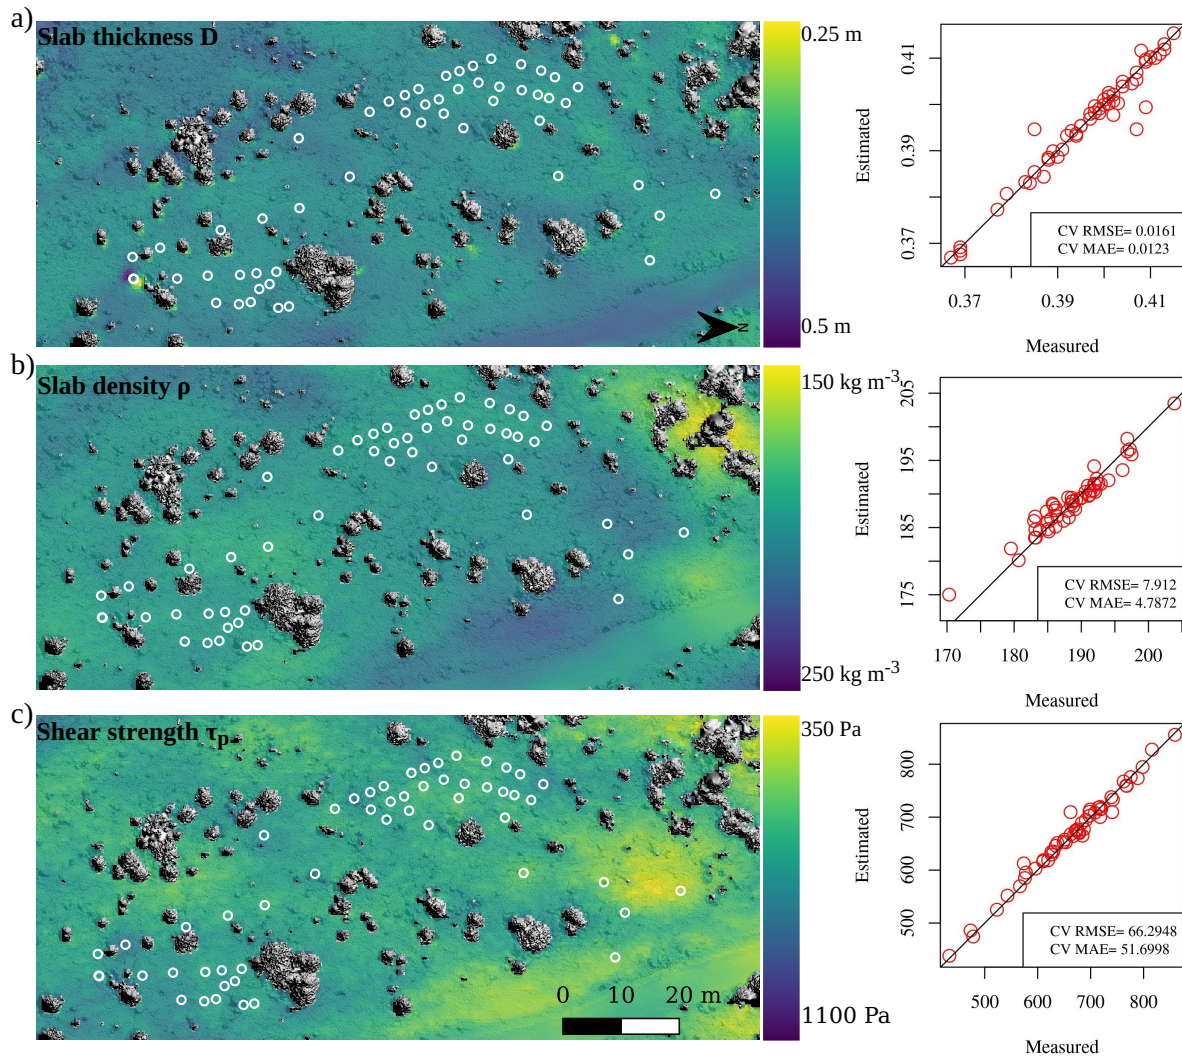 a)
Slab thickness D
0.25 m
0.5 m
N
Estimated
0.41
0.39
0.37
CV RMSE= 0.0161
CV MAE= 0.0123
0.37
0.39
0.41
Measured
b)
Slab density ρ
150 kg m⁻³
250 kg m⁻³
Estimated
205
195
185
175
CV RMSE= 7.912
CV MAE= 4.7872
170
180
190
200
Measured
c)
Shear strength τp
350 Pa
1100 Pa
0 10 20 m
Estimated
800
700
600
500
CV RMSE= 66.2948
CV MAE= 51.6998
500
600
700
800
Measured